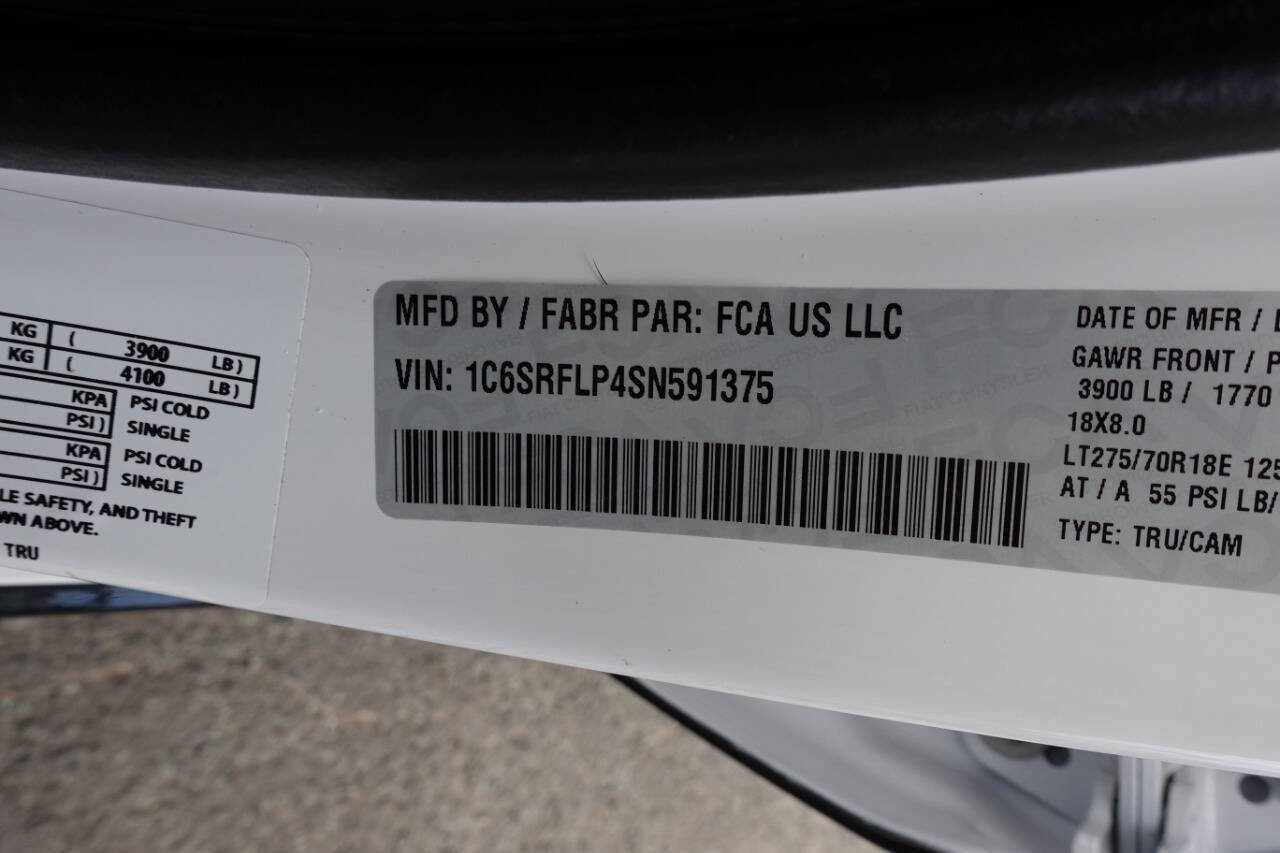 KG ( 3900 LB )
KG ( 4100 LB )
KPA PSI COLD
PSI ) SINGLE
KPA PSI COLD
PSI ) SINGLE
LE SAFETY, AND THEFT
WN ABOVE.
TRU
MFD BY / FABR PAR: FCA US LLC
VIN: 1C6SRFLP4SN591375
DATE OF MFR /
GAWR FRONT / P
3900 LB / 1770
18X8.0
LT275/70R18E 125
AT / A 55 PSI LB/
TYPE: TRU/CAM